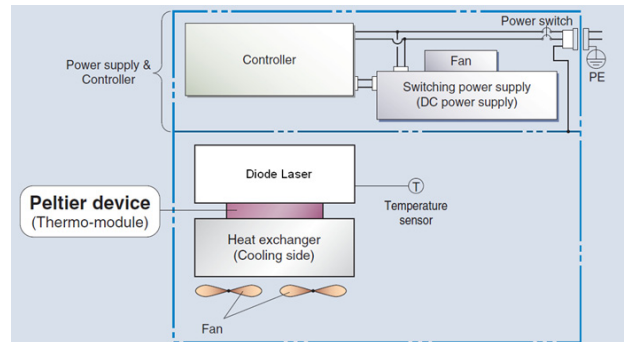 Power switch
Power supply &
Controller
Controller
Fan
Switching power supply
(DC power supply)
PE
Diode Laser
T
Temperature
sensor
Peltier device
(Thermo-module)
Heat exchanger
(Cooling side)
Fan